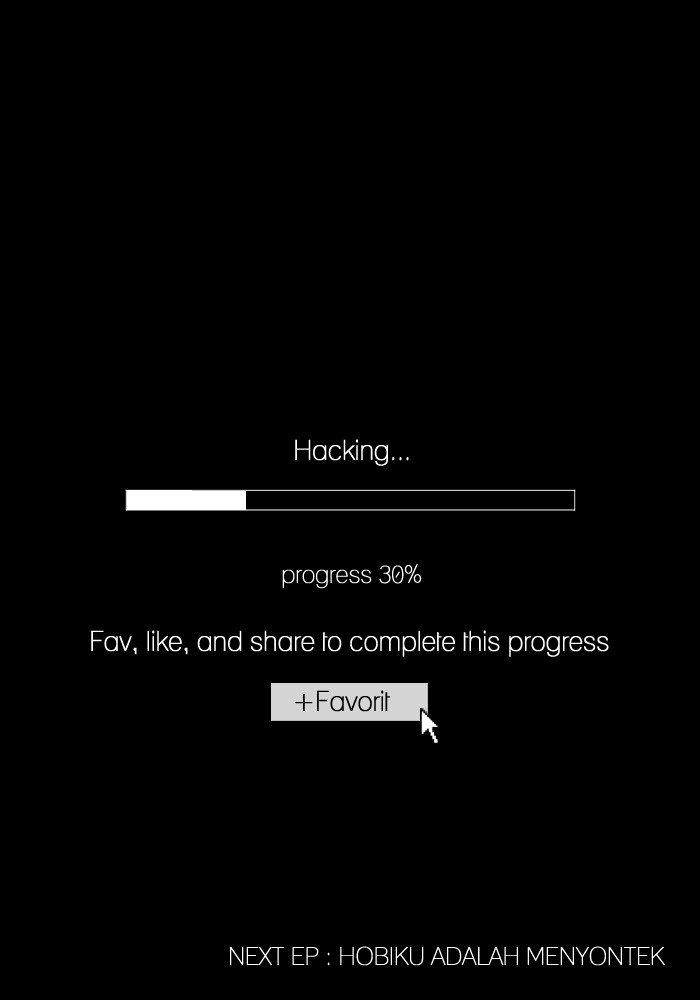 Hacking...
progress 30%
Fav, like, and share to complete this progress
+Favorit
NEXT EP : HOBIKU ADALAH MENYONTEK